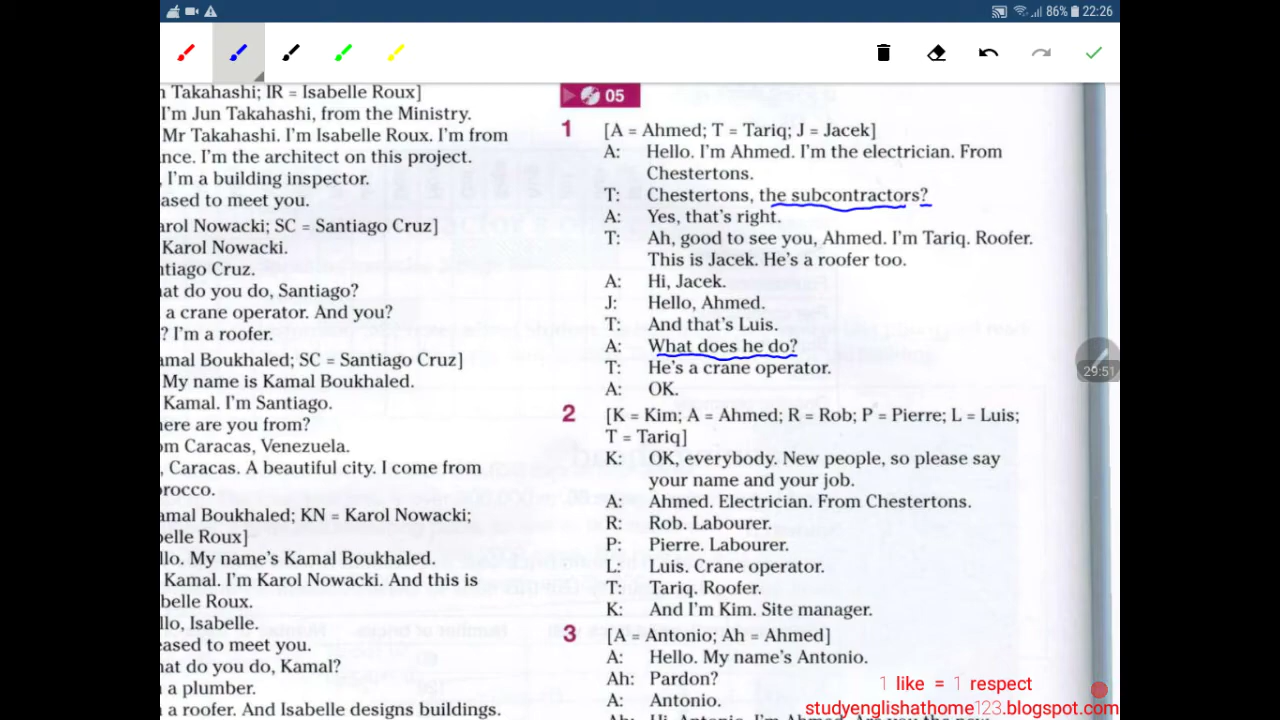 86% 22:26
n Takahashi; IR = Isabelle Roux]
I'm Jun Takahashi, from the Ministry.
Mr Takahashi. I'm Isabelle Roux. I'm from
nce. I'm the architect on this project.
, I'm a building inspector.
ased to meet you.
arol Nowacki; SC = Santiago Cruz]
Karol Nowacki.
ntiago Cruz.
at do you do, Santiago?
a crane operator. And you?
? I'm a roofer.
amal Boukhaled; SC = Santiago Cruz]
My name is Kamal Boukhaled.
Kamal. I'm Santiago.
here are you from?
om Caracas, Venezuela.
, Caracas. A beautiful city. I come from
orocco.
amal Boukhaled; KN = Karol Nowacki;
belle Roux]
llo. My name's Kamal Boukhaled.
Kamal. I'm Karol Nowacki. And this is
belle Roux.
llo, Isabelle.
eased to meet you.
hat do you do, Kamal?
a plumber.
a roofer. And Isabelle designs buildings.
05
1 [A = Ahmed; T = Tariq; J = Jacek]
A: Hello. I'm Ahmed. I'm the electrician. From
Chestertons.
T: Chestertons, the subcontractors?
A: Yes, that's right.
T: Ah, good to see you, Ahmed. I'm Tariq. Roofer.
This is Jacek. He's a roofer too.
A: Hi, Jacek.
J: Hello, Ahmed.
T: And that's Luis.
A: What does he do?
T: He's a crane operator.
A: OK.
2 [K = Kim; A = Ahmed; R = Rob; P = Pierre; L = Luis;
T = Tariq]
K: OK, everybody. New people, so please say
your name and your job.
A: Ahmed. Electrician. From Chestertons.
R: Rob. Labourer.
P: Pierre. Labourer.
L: Luis. Crane operator.
T: Tariq. Roofer.
K: And I'm Kim. Site manager.
3 [A = Antonio; Ah = Ahmed]
A: Hello. My name's Antonio.
Ah: Pardon?
A: Antonio.
29:51
1 like = 1 respect
studyenglishathome123.blogspot.com